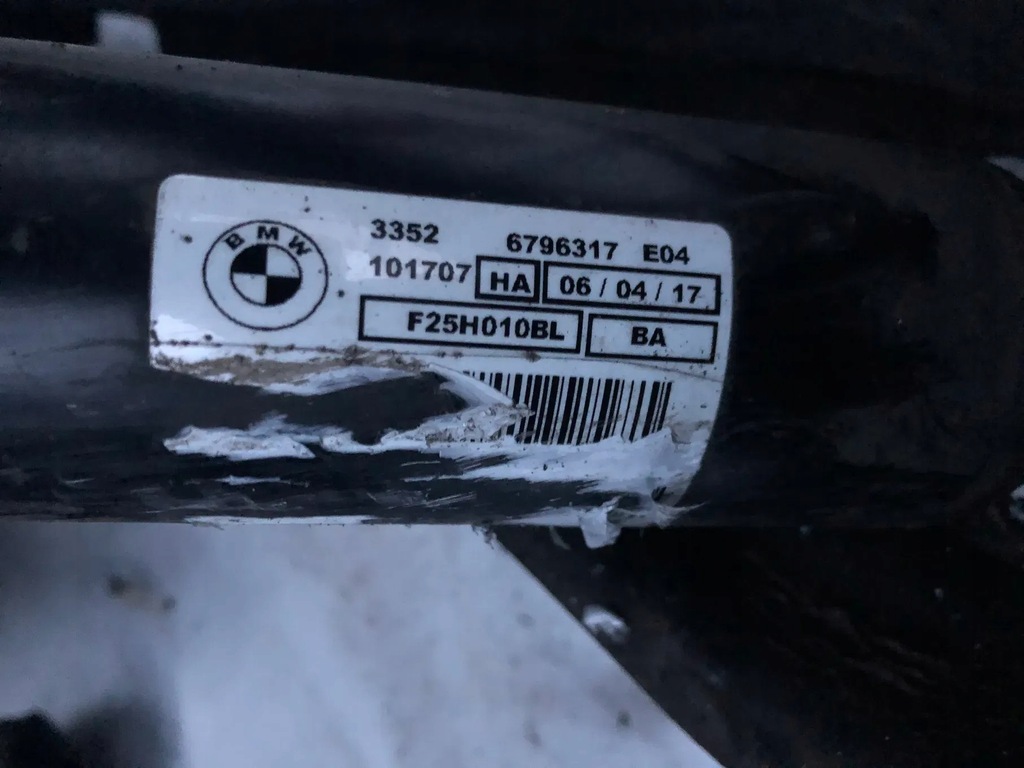 BMW
3352 6796317 E04
101707 HA 06 / 04 / 17
F25H010BL BA